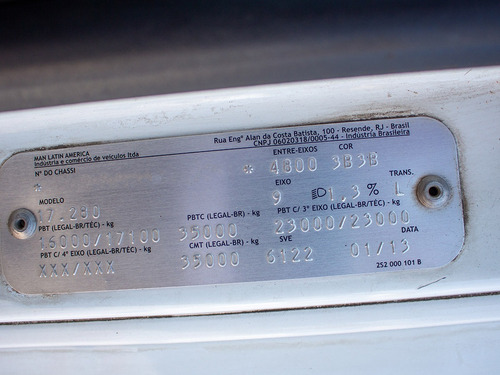 MAN LATIN AMERICA
Indústria e comércio de veículos ltda
Rua Engº Alan da Costa Batista, 100 - Resende, RJ - Brasil
CNPJ 06020318/0005-44 - Indústria Brasileira
Nº DO CHASSI ENTRE-EIXOS COR
* * 4800 3B3B
EIXO TRANS.
9 1.3% L
MODELO
17.280
PBT (LEGAL-BR/TÉC) - kg PBTC (LEGAL-BR) - kg PBT C/ 3º EIXO (LEGAL-BR/TÉC) - kg
16000/17100 35000 23000/23000
PBT C/ 4º EIXO (LEGAL-BR/TÉC) - kg CMT (LEGAL-BR) - kg SVE DATA
XXX/XXX 35000 6122 01/13
252 000 101 B